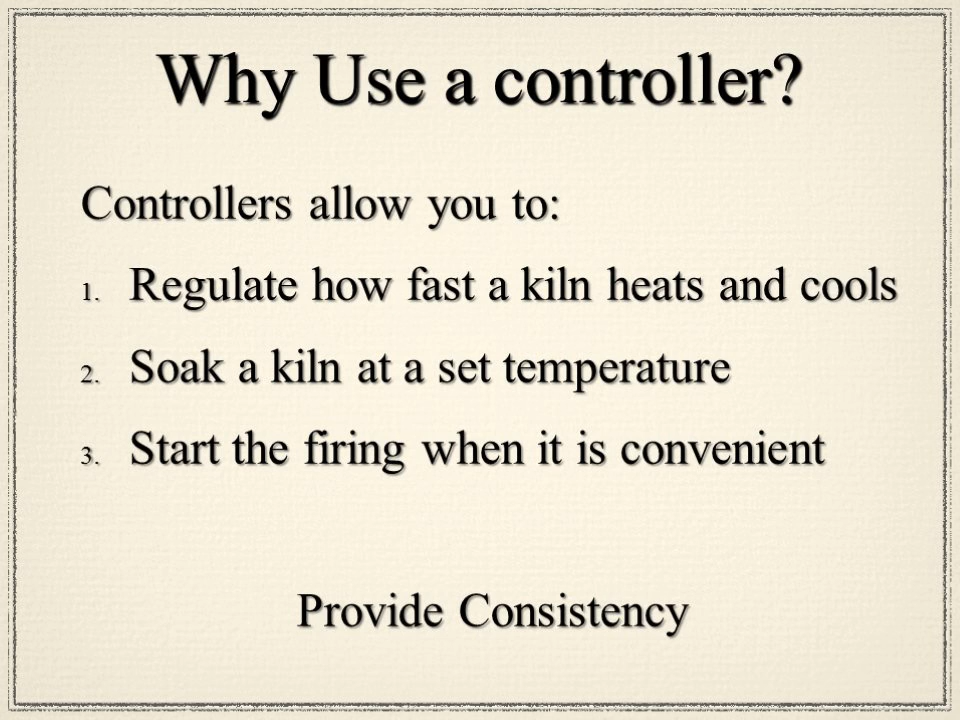 Why Use a controller?
Controllers allow you to:
1. Regulate how fast a kiln heats and cools
2. Soak a kiln at a set temperature
3. Start the firing when it is convenient
Provide Consistency